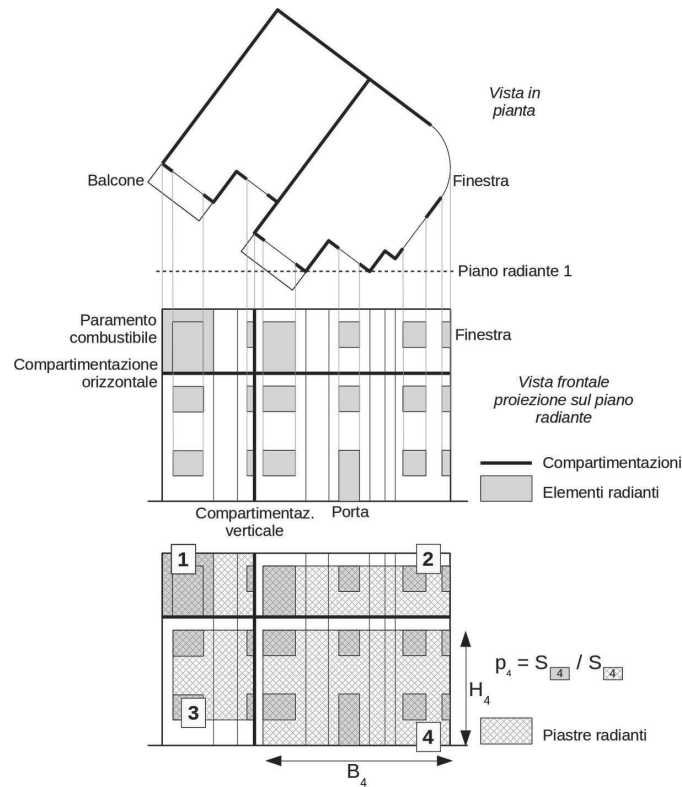 Vista in
pianta
Balcone
Finestra
Piano radiante 1
Paramento
combustibile
Finestra
Compartimentazione
orizzontale
Vista frontale
proiezione sul piano
radiante
Compartimentazioni
Elementi radianti
Compartimentaz.
verticale
Porta
1
2
p4 = S4 / S4
H4
3
4
Piastre radianti
B4